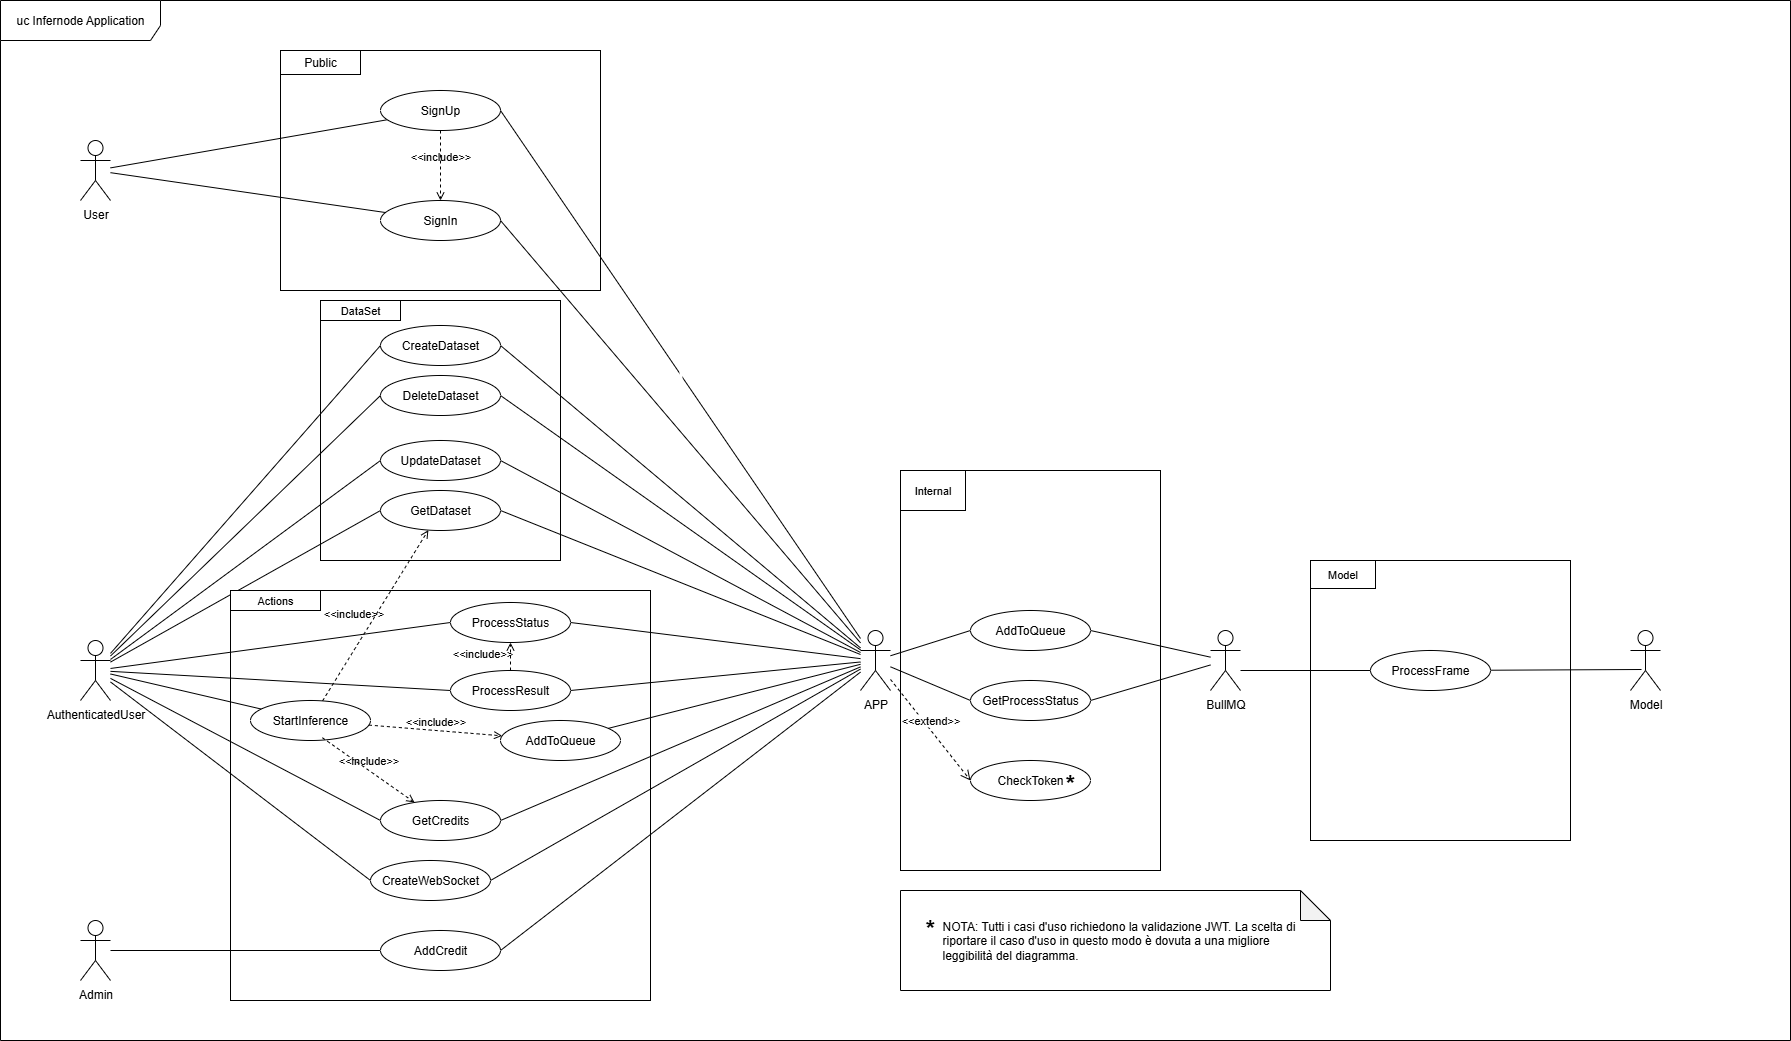 uc Infernode Application
Public
SignUp
<<include>>
User
SignIn
DataSet
CreateDataset
DeleteDataset
UpdateDataset
GetDataset
Internal
Model
Actions
<<include>>
ProcessStatus
AddToQueue
<<include>>
ProcessResult
ProcessFrame
GetProcessStatus
AuthenticatedUser
StartInference
<<include>>
AddToQueue
APP
<<extend>>
BullMQ
Model
<<include>>
CheckToken *
GetCredits
CreateWebSocket
AddCredit
Admin
* NOTA: Tutti i casi d'uso richiedono la validazione JWT. La scelta di
riportare il caso d'uso in questo modo è dovuta a una migliore
leggibilità del diagramma.